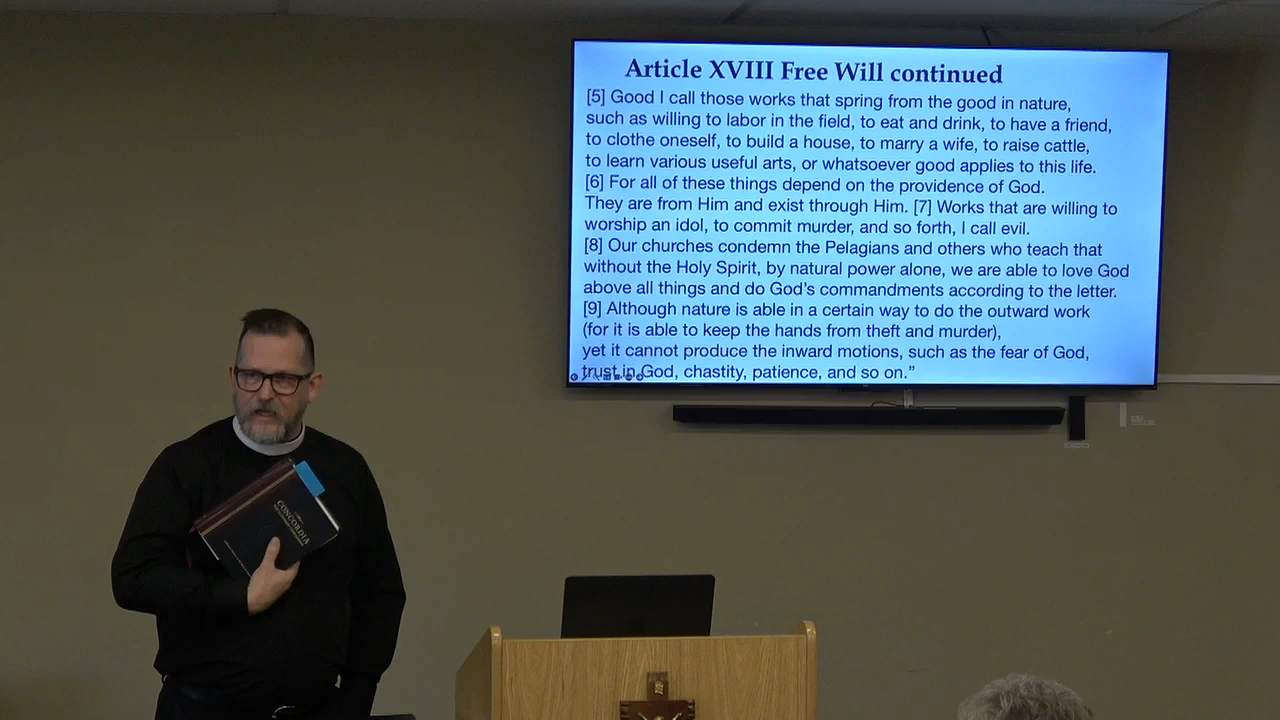 Article XVIII Free Will continued
[5] Good I call those works that spring from the good in nature,
such as willing to labor in the field, to eat and drink, to have a friend,
to clothe oneself, to build a house, to marry a wife, to raise cattle,
to learn various useful arts, or whatsoever good applies to this life.
[6] For all of these things depend on the providence of God.
They are from Him and exist through Him. [7] Works that are willing to
worship an idol, to commit murder, and so forth, I call evil.
[8] Our churches condemn the Pelagians and others who teach that
without the Holy Spirit, by natural power alone, we are able to love God
above all things and do God's commandments according to the letter.
[9] Although nature is able in a certain way to do the outward work
(for it is able to keep the hands from theft and murder),
yet it cannot produce the inward motions, such as the fear of God,
trust in God, chastity, patience, and so on.”
CONCORDIA